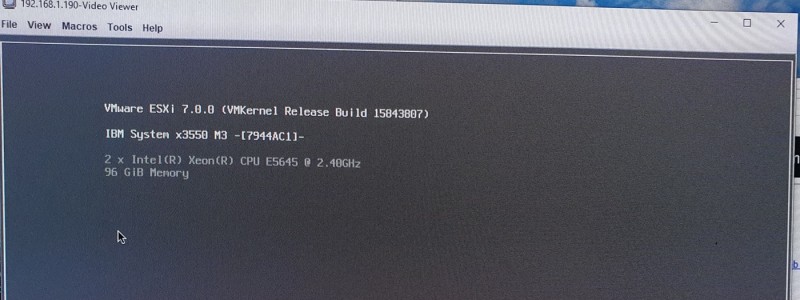 192.168.1.190-Video Viewer
File View Macros Tools Help
VMware ESXi 7.0.0 (VMKernel Release Build 15843807)
IBM System x3550 M3 -[7944AC1]-
2 x Intel(R) Xeon(R) CPU E5645 @ 2.40GHz
96 GiB Memory